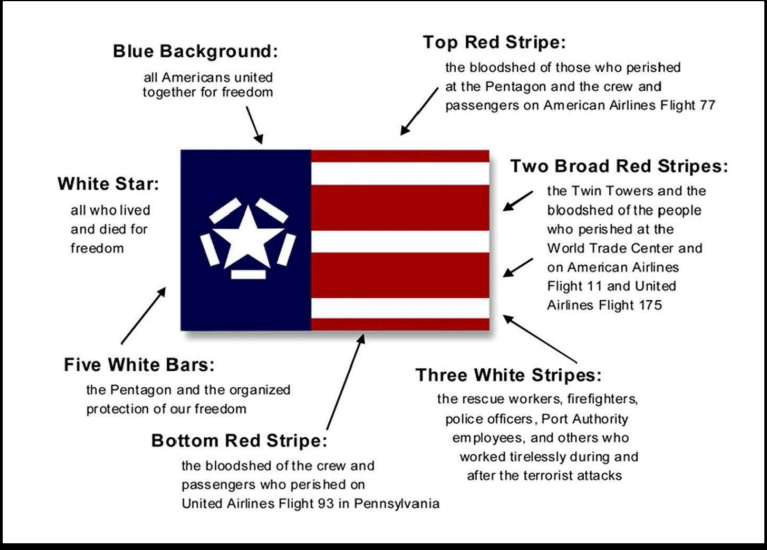 Blue Background:
all Americans united
together for freedom
Top Red Stripe:
the bloodshed of those who perished
at the Pentagon and the crew and
passengers on American Airlines Flight 77
White Star:
all who lived
and died for
freedom
Two Broad Red Stripes:
the Twin Towers and the
bloodshed of the people
who perished at the
World Trade Center and
on American Airlines
Flight 11 and United
Airlines Flight 175
Five White Bars:
the Pentagon and the organized
protection of our freedom
Three White Stripes:
the rescue workers, firefighters,
police officers, Port Authority
employees, and others who
worked tirelessly during and
after the terrorist attacks
Bottom Red Stripe:
the bloodshed of the crew and
passengers who perished on
United Airlines Flight 93 in Pennsylvania